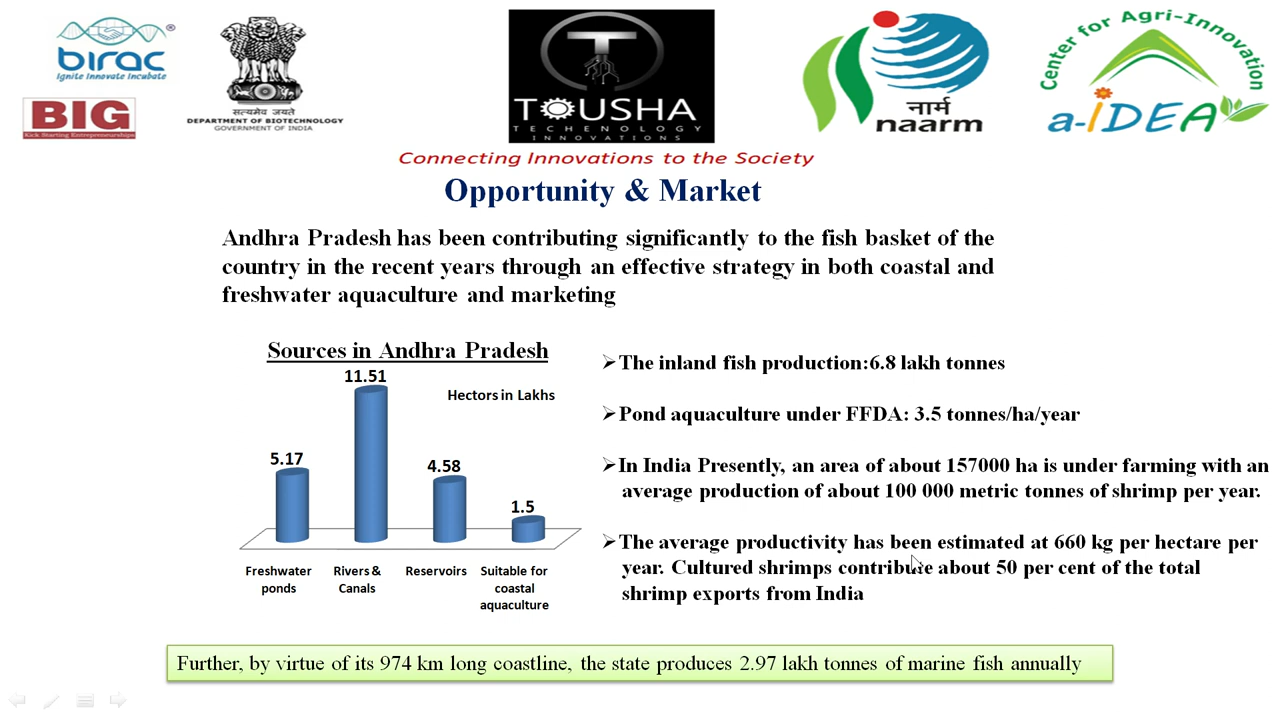 birac®
Ignite Innovate Incubate
BIG
Kick Starting Entrepreneurships
सत्यमेव जयते
DEPARTMENT OF BIOTECHNOLOGY
GOVERNMENT OF INDIA
T
TOUSHA
TECHENOLOGY
INNOVATIONS
नार्म
naarm
Center for Agri-Innovation
a-IDEA
Connecting Innovations to the Society
Opportunity & Market
Andhra Pradesh has been contributing significantly to the fish basket of the
country in the recent years through an effective strategy in both coastal and
freshwater aquaculture and marketing
Sources in Andhra Pradesh
Hectors in Lakhs
5.17
11.51
4.58
1.5
Freshwater ponds
Rivers & Canals
Reservoirs
Suitable for coastal aquaculture
➢The inland fish production:6.8 lakh tonnes
➢Pond aquaculture under FFDA: 3.5 tonnes/ha/year
➢In India Presently, an area of about 157000 ha is under farming with an
average production of about 100 000 metric tonnes of shrimp per year.
➢The average productivity has been estimated at 660 kg per hectare per
year. Cultured shrimps contribute about 50 per cent of the total
shrimp exports from India
Further, by virtue of its 974 km long coastline, the state produces 2.97 lakh tonnes of marine fish annually